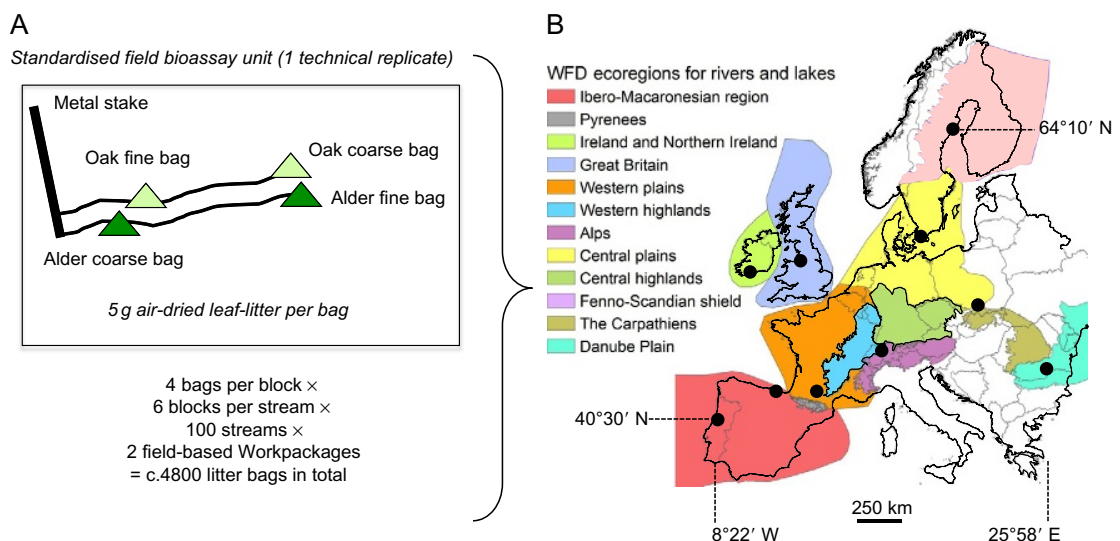 A
Standardised field bioassay unit (1 technical replicate)
Metal stake
Oak fine bag
Oak coarse bag
Alder fine bag
Alder coarse bag
5 g air-dried leaf-litter per bag
4 bags per block ×
6 blocks per stream ×
100 streams ×
2 field-based Workpackages
= c.4800 litter bags in total
B
WFD ecoregions for rivers and lakes
Ibero-Macaronesian region
Pyrenees
Ireland and Northern Ireland
Great Britain
Western plains
Western highlands
Alps
Central plains
Central highlands
Fenno-Scandian shield
The Carpathiens
Danube Plain
64°10′ N
40°30′ N
250 km
8°22′ W
25°58′ E